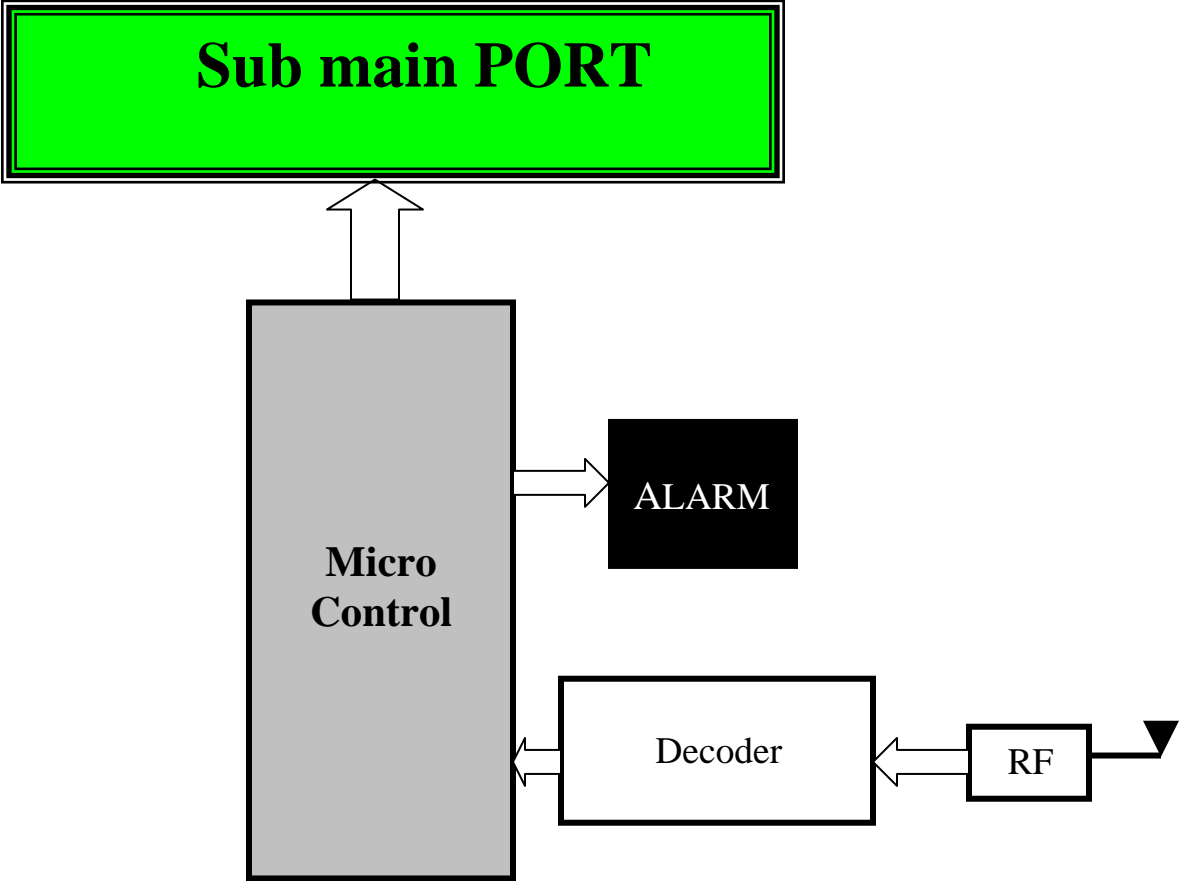 Sub main PORT
ALARM
Micro
Control
Decoder
RF